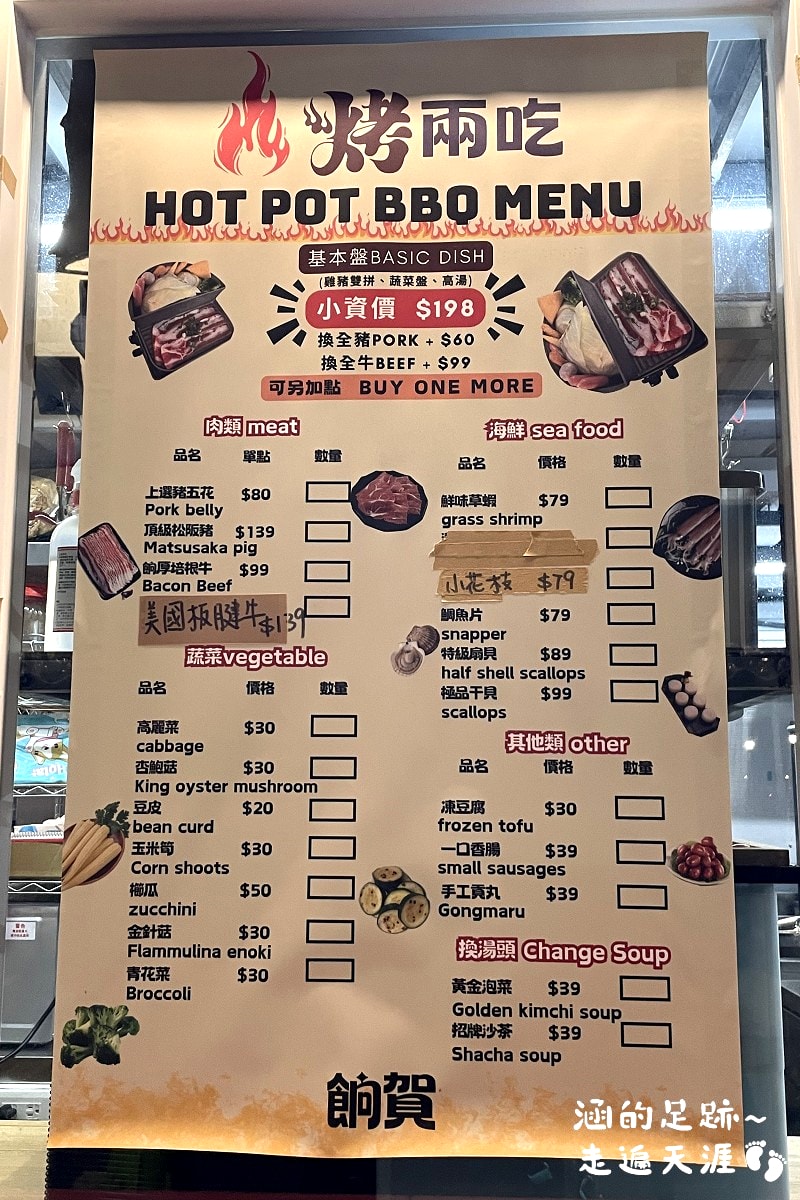 烤兩吃
HOT POT BBQ MENU
基本盤BASIC DISH
(雞豬雙拼、蔬菜盤、高湯)
小資價 $198
換全豬PORK + $60
換全牛BEEF + $99
可另加點 BUY ONE MORE
肉類 meat
品名 單點 數量
上選豬五花 $80
Pork belly
頂級松阪豬 $139
Matsusaka pig
餉厚培根牛 $99
Bacon Beef
美國板腱牛 $139
蔬菜vegetable
品名 價格 數量
高麗菜 $30
cabbage
杏鮑菇 $30
King oyster mushroom
豆皮 $20
bean curd
玉米筍 $30
Corn shoots
櫛瓜 $50
zucchini
金針菇 $30
Flammulina enoki
青花菜 $30
Broccoli
海鮮 sea food
品名 價格 數量
鮮味草蝦 $79
grass shrimp
小花枝 $79
鯛魚片 $79
snapper
特級扇貝 $89
half shell scallops
極品干貝 $99
scallops
其他類 other
品名 價格 數量
凍豆腐 $30
frozen tofu
一口香腸 $39
small sausages
手工貢丸 $39
Gongmaru
換湯頭 Change Soup
黃金泡菜 $39
Golden kimchi soup
招牌沙茶 $39
Shacha soup
餉賀
涵的足跡~
走遍天涯